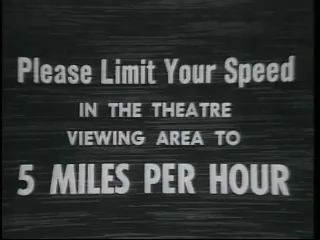 Please Limit Your Speed
IN THE THEATRE
VIEWING AREA TO
5 MILES PER HOUR